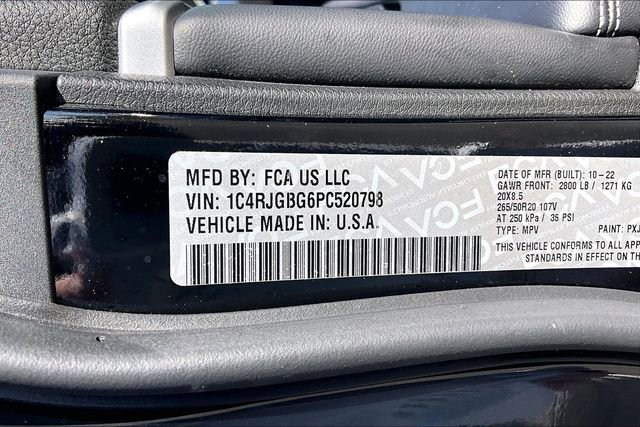 MFD BY: FCA US LLC
VIN: 1C4RJGBG6PC520798
VEHICLE MADE IN: U.S.A.
DATE OF MFR (BUILT): 10-22
GAWR FRONT: 2800 LB / 1271 KG
20X8.5
265/50R20 107V
AT 250 kPa / 36 PSI
TYPE: MPV PAINT: PXJ
THIS VEHICLE CONFORMS TO ALL APP
STANDARDS IN EFFECT ON THE